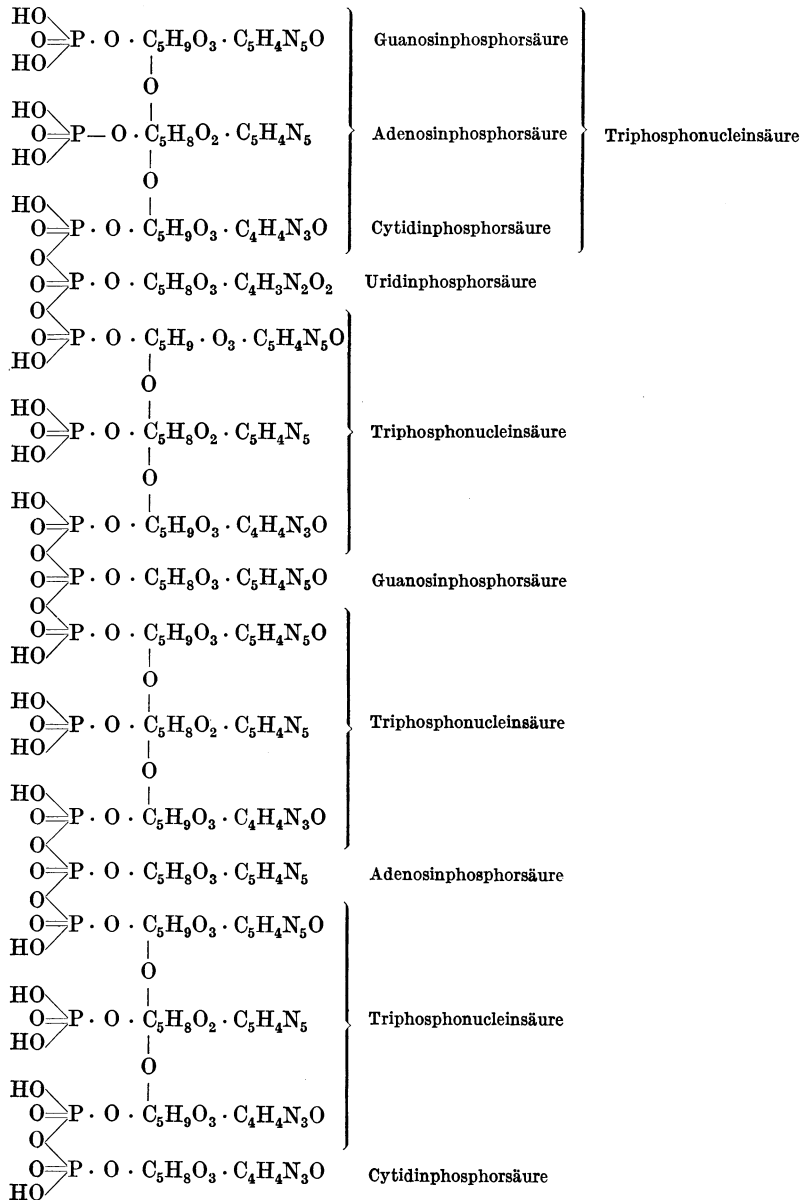 HO
O=P · O · C₅H₉O₃ · C₅H₄N₅O Guanosinphosphorsäure
HO
O
HO
O=P—O · C₅H₈O₂ · C₅H₄N₅ Adenosinphosphorsäure Triphosphonucleinsäure
HO
O
HO
O=P · O · C₅H₉O₃ · C₄H₄N₃O Cytidinphosphorsäure
O
O=P · O · C₅H₈O₃ · C₄H₃N₂O₂ Uridinphosphorsäure
O
O=P · O · C₅H₉ · O₃ · C₅H₄N₅O
HO
O
HO
O=P · O · C₅H₈O₂ · C₅H₄N₅ Triphosphonucleinsäure
HO
O
HO
O=P · O · C₅H₉O₃ · C₄H₄N₃O
O
O=P · O · C₅H₈O₃ · C₅H₄N₅O Guanosinphosphorsäure
O
O=P · O · C₅H₉O₃ · C₅H₄N₅O
HO
O
HO
O=P · O · C₅H₈O₂ · C₅H₄N₅ Triphosphonucleinsäure
HO
O
HO
O=P · O · C₅H₉O₃ · C₄H₄N₃O
O
O=P · O · C₅H₈O₃ · C₅H₄N₅ Adenosinphosphorsäure
O
O=P · O · C₅H₉O₃ · C₅H₄N₅O
HO
O
HO
O=P · O · C₅H₈O₂ · C₅H₄N₅ Triphosphonucleinsäure
HO
O
HO
O=P · O · C₅H₉O₃ · C₄H₄N₃O
O
O=P · O · C₅H₈O₃ · C₄H₄N₃O Cytidinphosphorsäure
HO